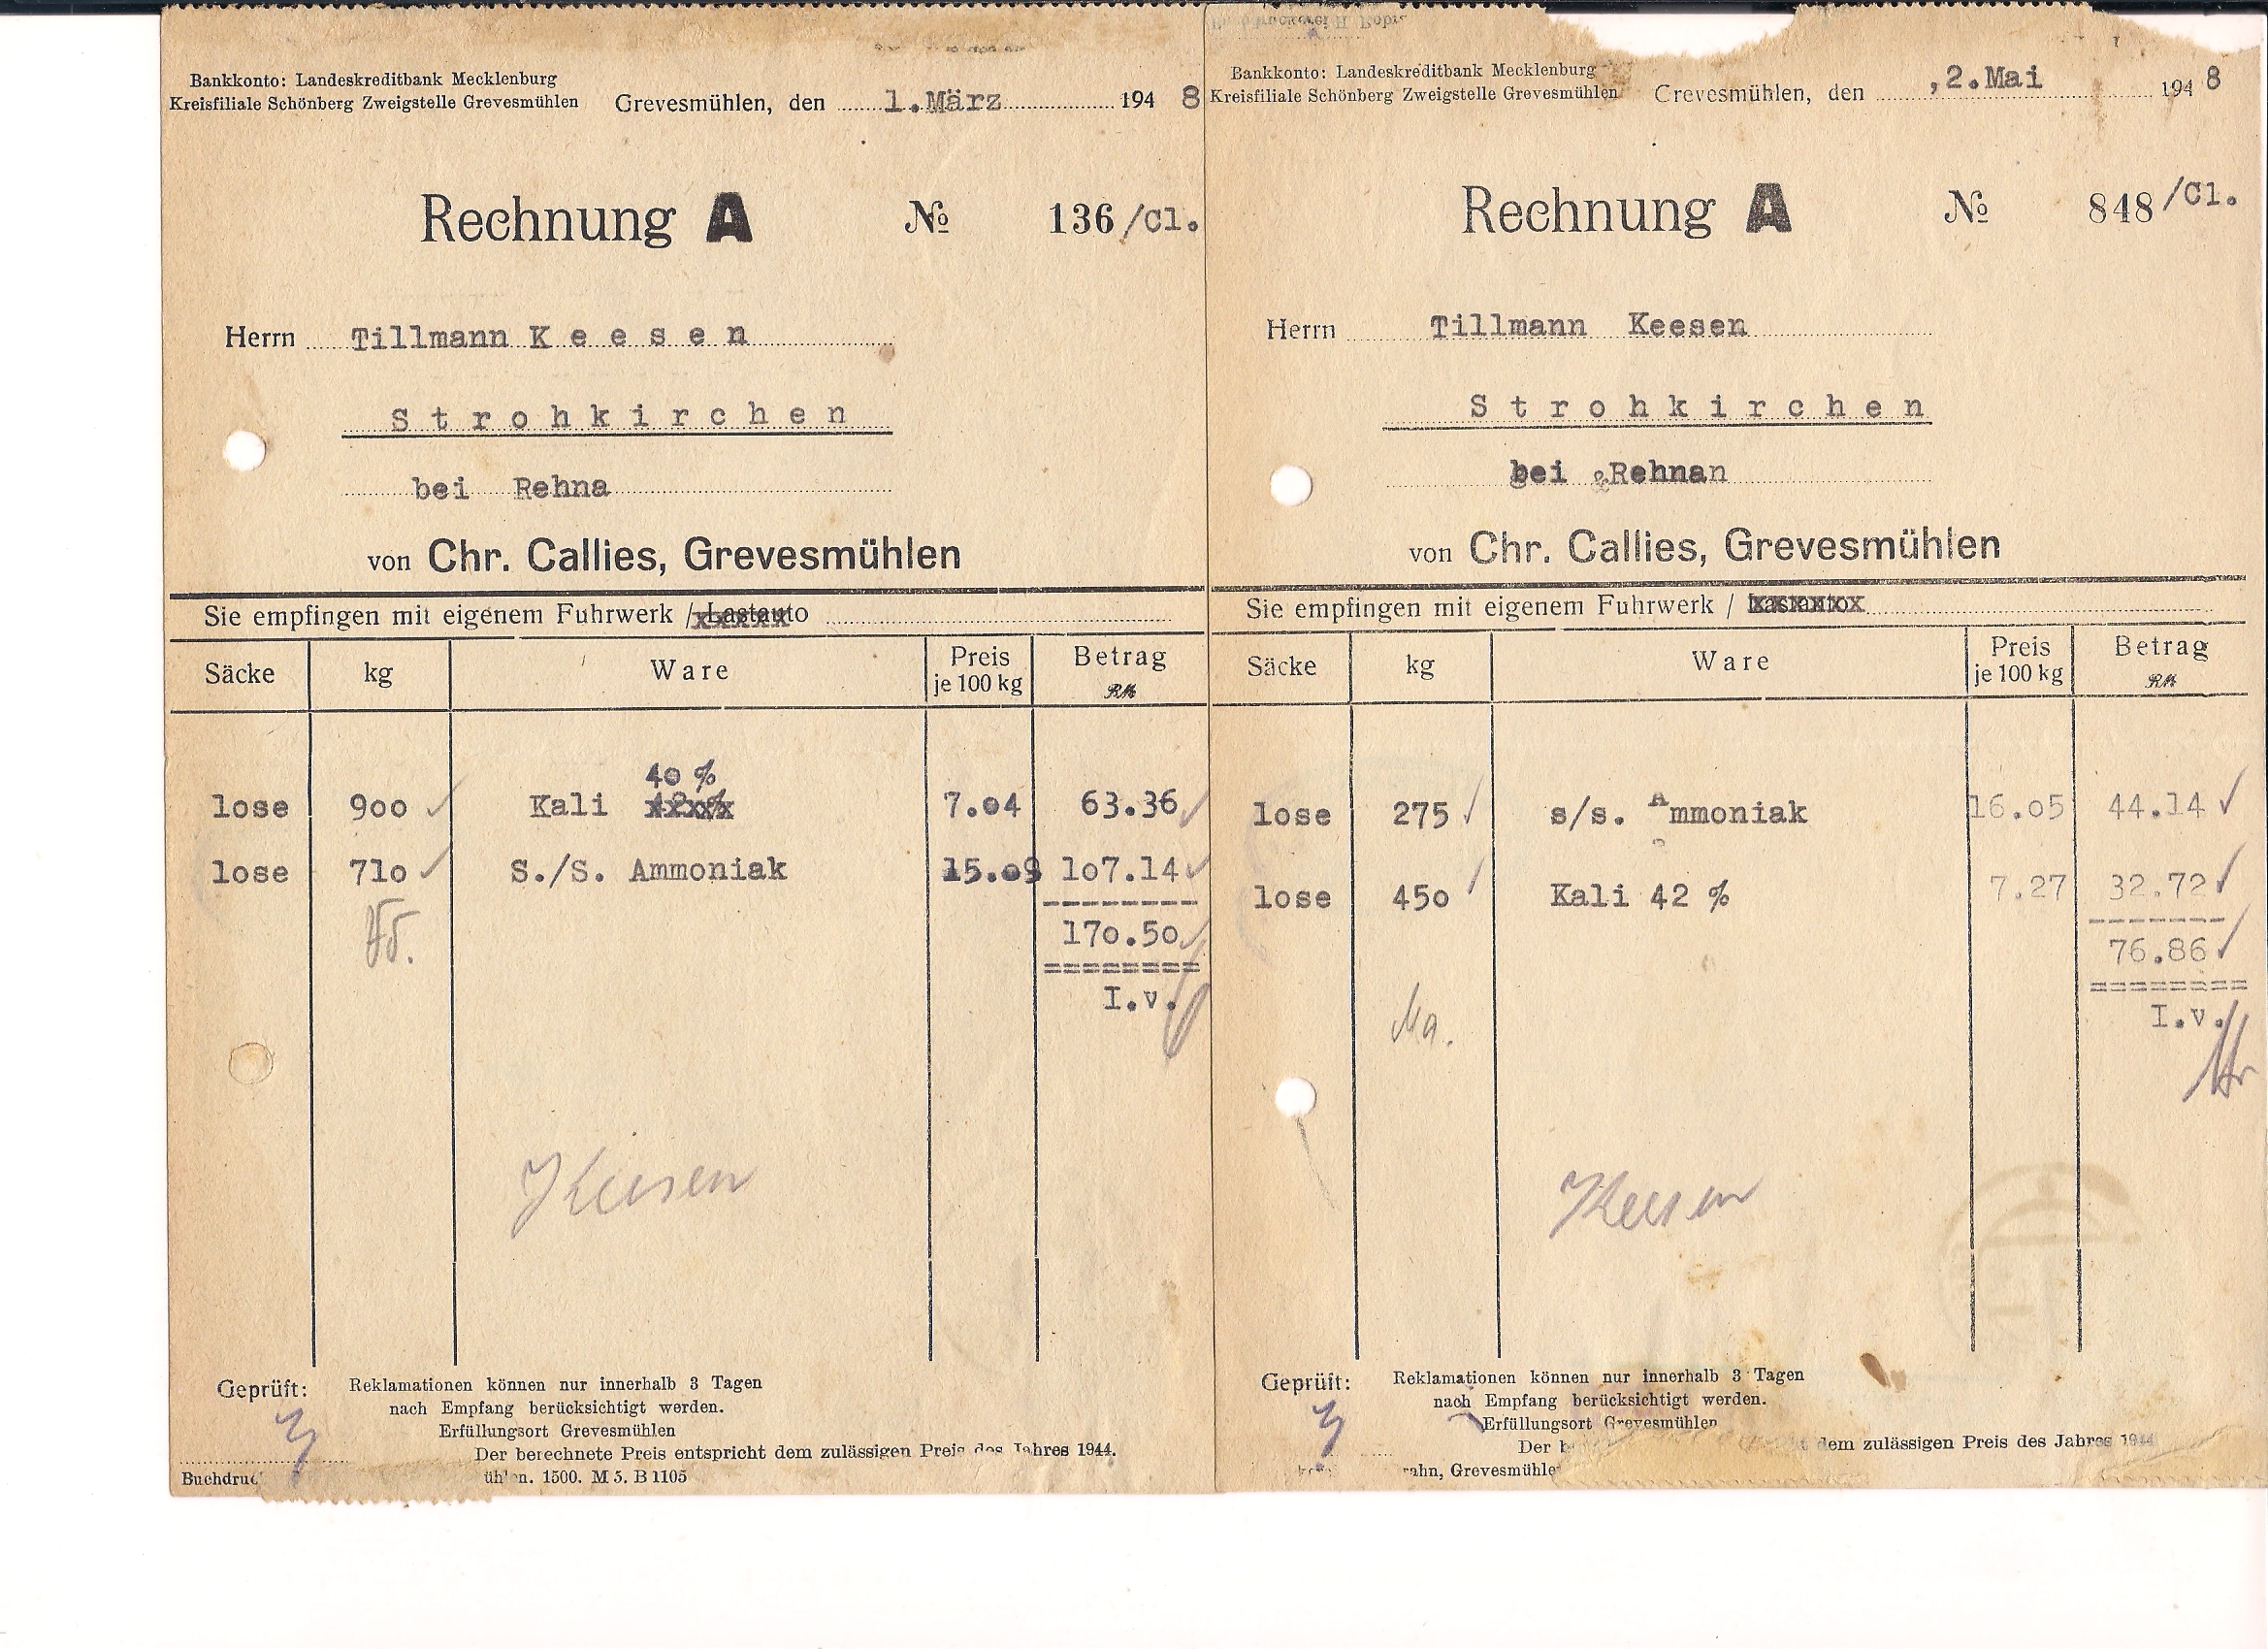 Bankkonto: Landeskreditbank Mecklenburg
Kreisfiliale Schönberg Zweigstelle Grevesmühlen
Grevesmühlen, den 1.März 1948
Rechnung A № 136/Cl.
Herrn Tillmann K e e s e n
S t r o h k i r c h e n
bei Rehna
von Chr. Callies, Grevesmühlen
Sie empfingen mit eigenem Fuhrwerk / Lastauto
Säcke kg Ware Preis je 100 kg Betrag RM
40 %
lose 900 Kali 42% 7.04 63.36
lose 710 S./S. Ammoniak 15.09 107.14
170.50
I.v.
Keesen
Geprüft: Reklamationen können nur innerhalb 3 Tagen
nach Empfang berücksichtigt werden.
Erfüllungsort Grevesmühlen
Der berechnete Preis entspricht dem zulässigen Preis des Jahres 1944.
1500. M 5. B 1105
Bankkonto: Landeskreditbank Mecklenburg
Kreisfiliale Schönberg Zweigstelle Grevesmühlen
Grevesmühlen, den ,2.Mai 1948
Rechnung A № 848/Cl.
Herrn Tillmann Keesen
S t r o h k i r c h e n
bei Rehnan
von Chr. Callies, Grevesmühlen
Sie empfingen mit eigenem Fuhrwerk / Lastauto
Säcke kg Ware Preis je 100 kg Betrag RM
lose 275 s/s. Ammoniak 16.05 44.14
lose 450 Kali 42 % 7.27 32.72
76.86
I.v.
Ma.
Keesen
Geprüft: Reklamationen können nur innerhalb 3 Tagen
nach Empfang berücksichtigt werden.
Erfüllungsort Grevesmühlen
Der dem zulässigen Preis des Jahres 1944
Grevesmühle